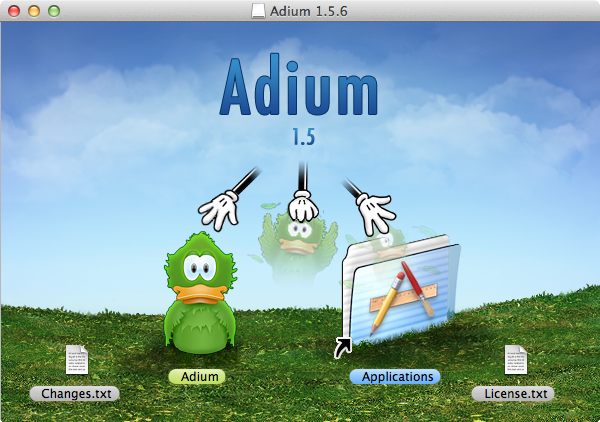 Adium 1.5.6
Adium
1.5
Adium
Applications
Changes.txt
License.txt